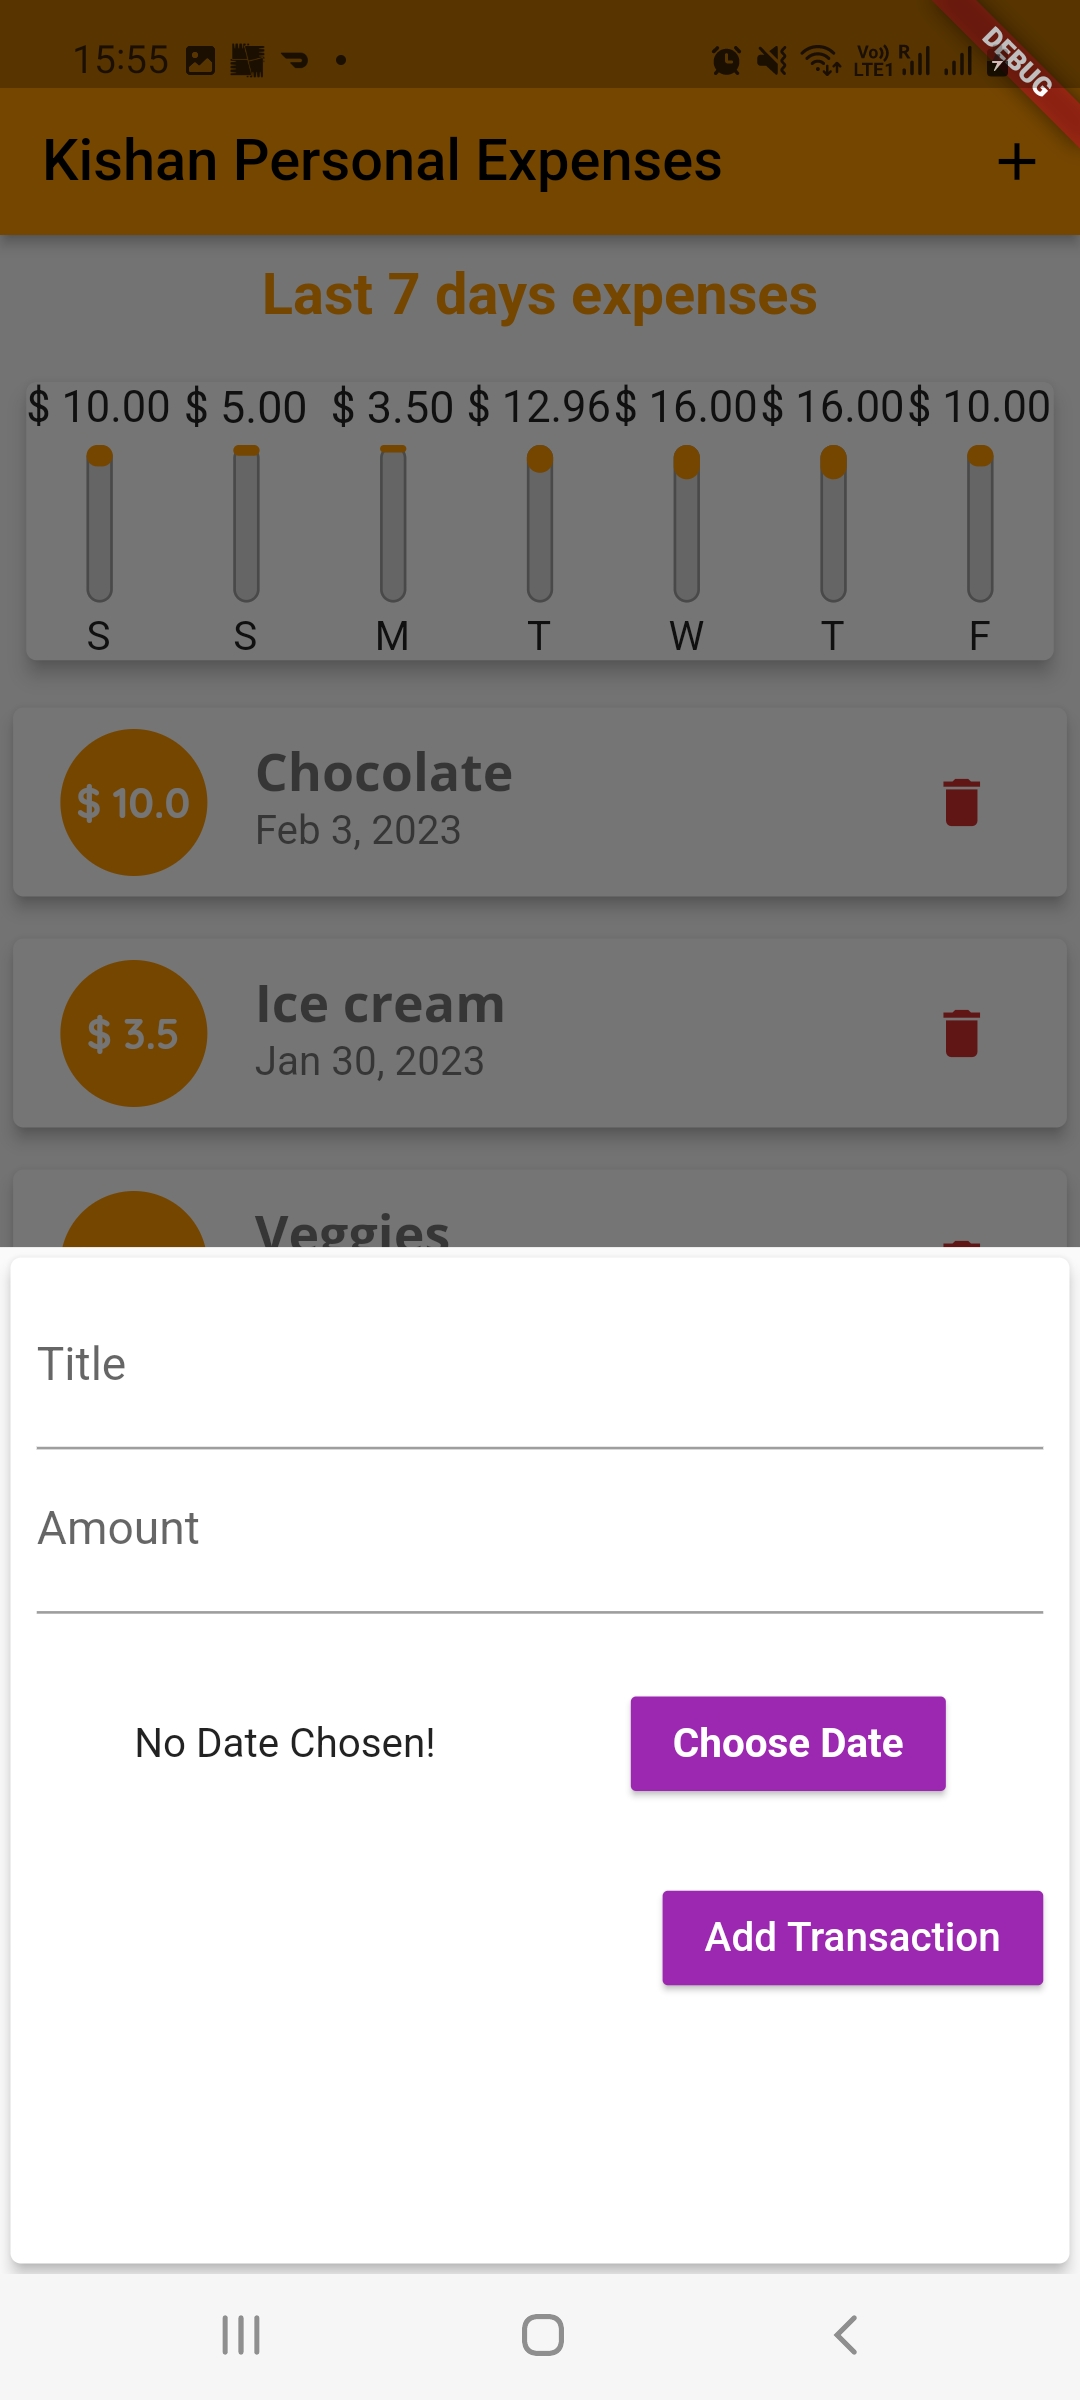 15:55 Vo)) R LTE1
DEBUG
Kishan Personal Expenses +
Last 7 days expenses
$ 10.00 $ 5.00 $ 3.50 $ 12.96 $ 16.00 $ 16.00 $ 10.00
S S M T W T F
$ 10.0
Chocolate
Feb 3, 2023
$ 3.5
Ice cream
Jan 30, 2023
Veggies
Title
Amount
No Date Chosen! Choose Date
Add Transaction